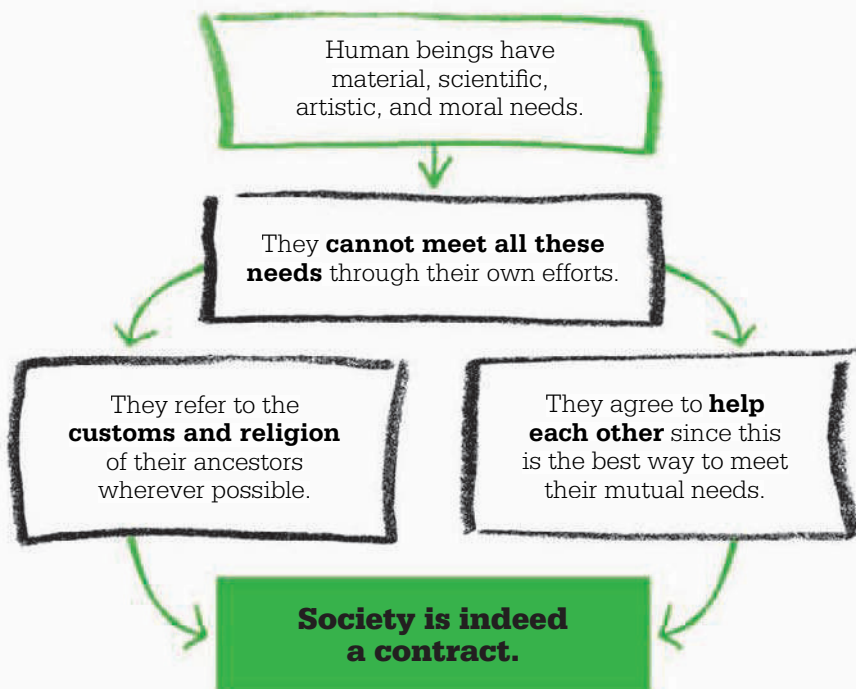 Human beings have
material, scientific,
artistic, and moral needs.
They cannot meet all these
needs through their own efforts.
They refer to the
customs and religion
of their ancestors
wherever possible.
They agree to help
each other since this
is the best way to meet
their mutual needs.
Society is indeed
a contract.